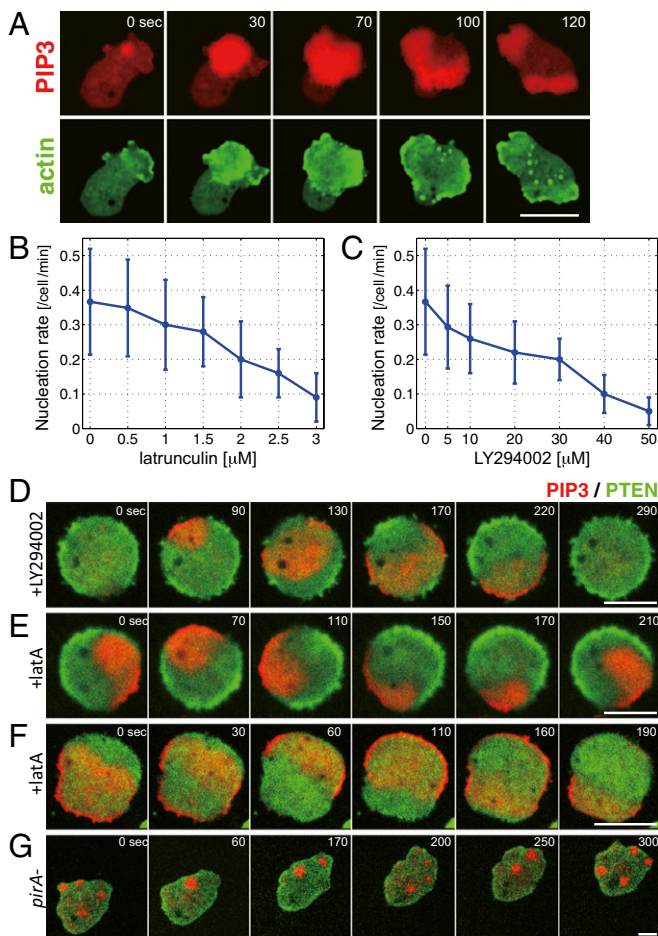 A
0 sec 30 70 100 120
PIP3
actin
B
Nucleation rate [/cell /min]
0.5
0.4
0.3
0.2
0.1
0
0 0.5 1 1.5 2 2.5 3
latrunculin [μM]
C
Nucleation rate [/cell /min]
0.5
0.4
0.3
0.2
0.1
0
0 5 10 20 30 40 50
LY294002 [μM]
PIP3 / PTEN
D
+LY294002
0 sec 90 130 170 220 290
E
+latA
0 sec 70 110 150 170 210
F
+latA
0 sec 30 60 110 160 190
G
pirA-
0 sec 60 170 200 250 300